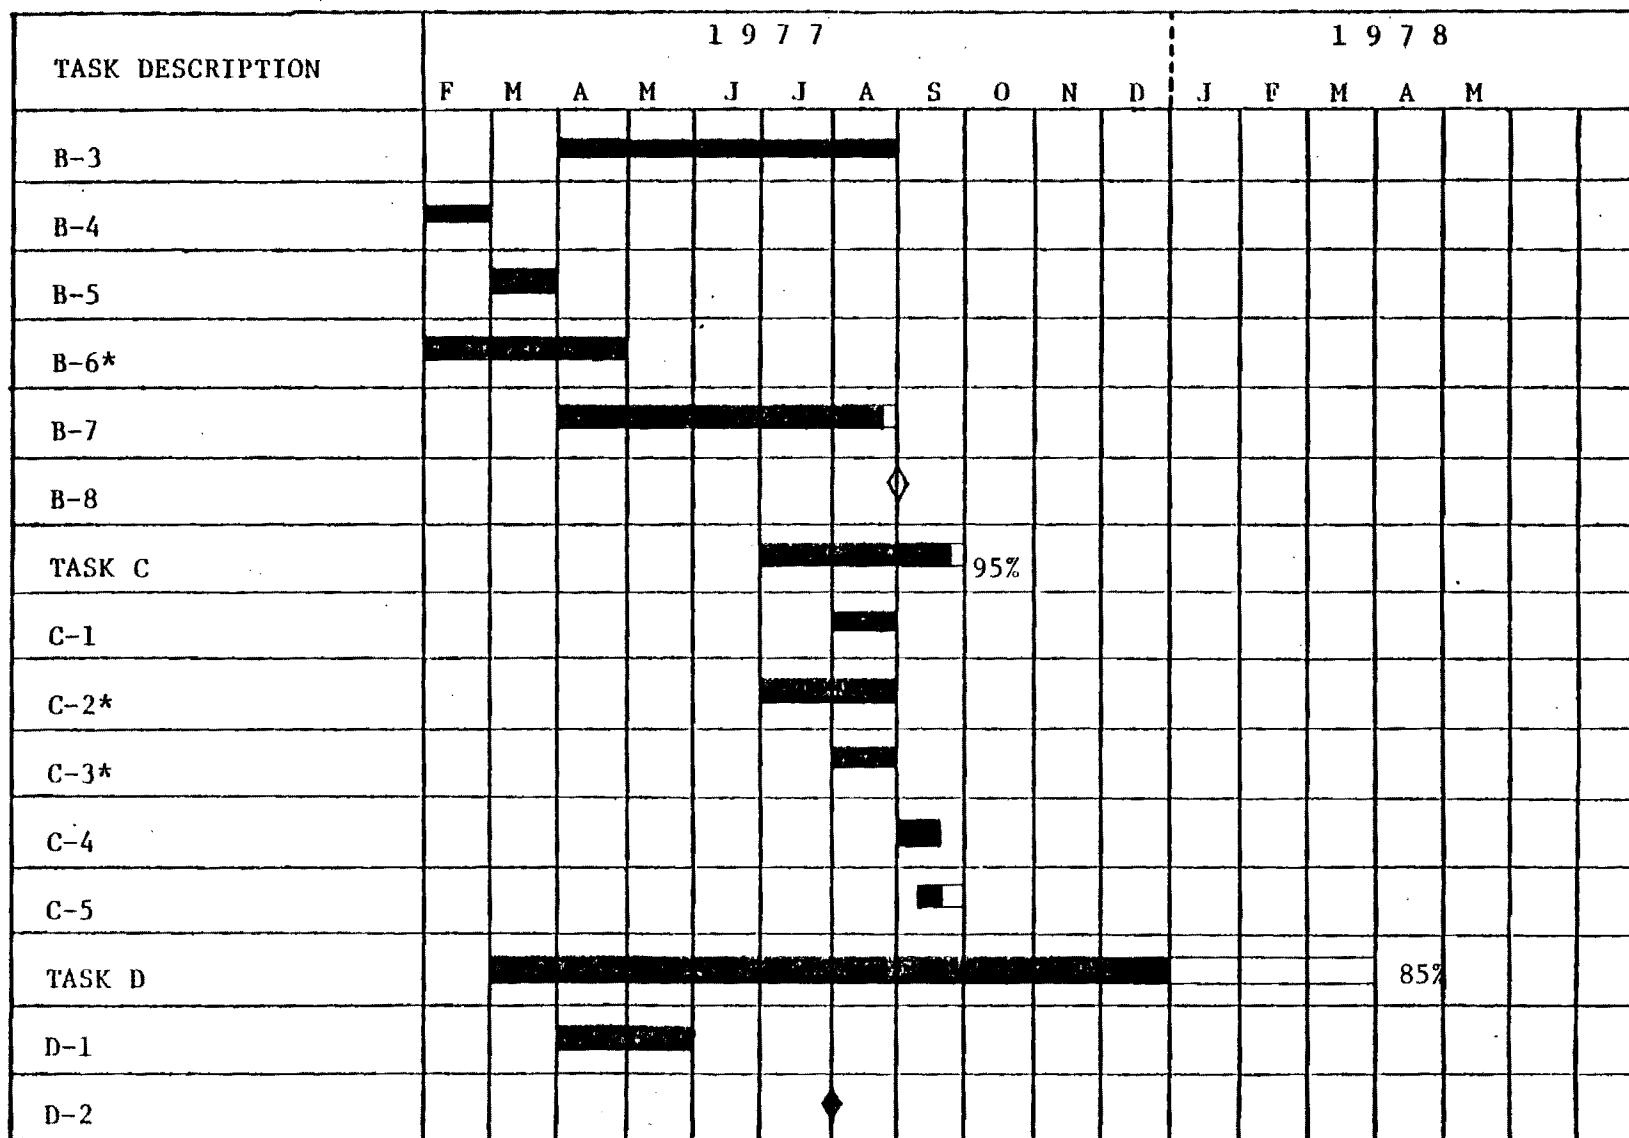 1 9 7 7 1 9 7 8
TASK DESCRIPTION
F M A M J J A S O N D J F M A M
B-3
B-4
B-5
B-6*
B-7
B-8
TASK C 95%
C-1
C-2*
C-3*
C-4
C-5
TASK D 85%
D-1
D-2